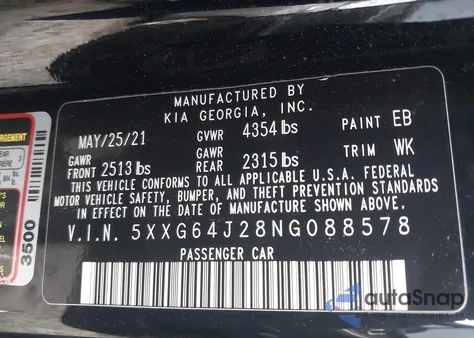 MANUFACTURED BY
KIA GEORGIA, INC.
MAY/25/21 GVWR 4354 lbs PAINT EB
GAWR FRONT 2513 lbs GAWR REAR 2315 lbs TRIM WK
THIS VEHICLE CONFORMS TO ALL APPLICABLE U.S.A. FEDERAL
MOTOR VEHICLE SAFETY, BUMPER, AND THEFT PREVENTION STANDARDS
IN EFFECT ON THE DATE OF MANUFACTURE SHOWN ABOVE.
V.I.N. 5XXG64J28NG088578
PASSENGER CAR
3500
autoSnap